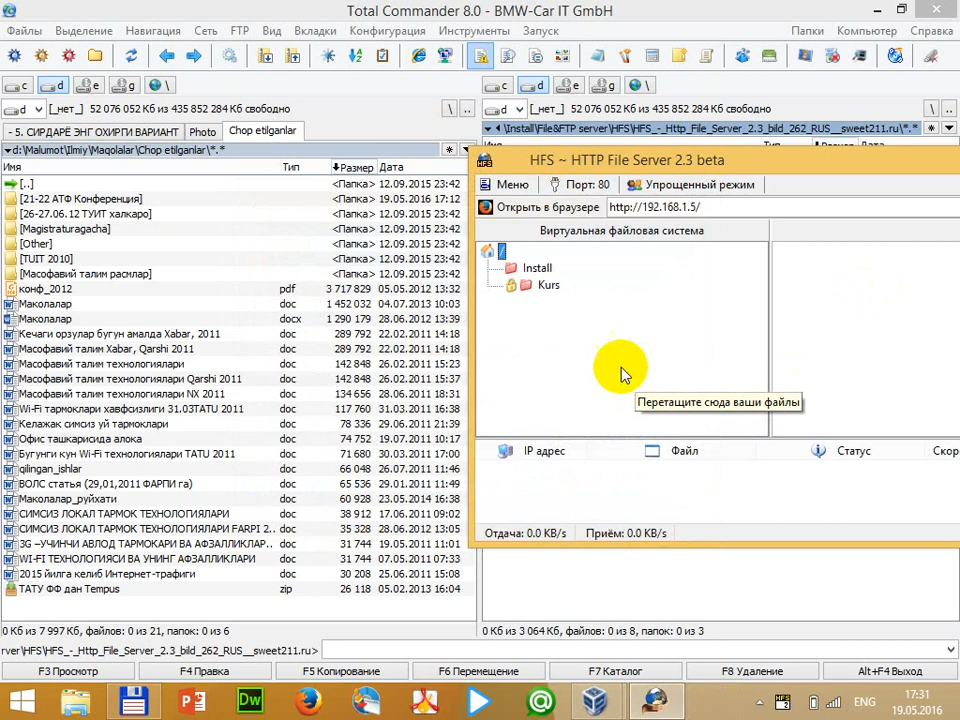 Total Commander 8.0 - BMW-Car IT GmbH
Файлы Выделение Навигация Сеть FTP Вид Вкладки Конфигурация Инструменты Запуск Папки Компьютер Справка
c d e g \ c d e g \
d [_нет_] 52 076 052 Кб из 435 852 284 Кб свободно \ .. d [_нет_] 52 076 052 Кб из 435 852 284 Кб свободно \ ..
- 5. СИРДАРЁ ЭНГ ОХИРГИ ВАРИАНТ Photo Chop etilganlar
\Install\File&FTP server\HFS\HFS_-_Http_File_Server_2.3_bild_262_RUS__sweet211.ru\*.*
d:\Malumot\Ilmiy\Maqolalar\Chop etilganlar\*.*
Имя Тип Размер Дата
[..] <Папка> 12.09.2015 23:42
[21-22 АТФ Конференция] <Папка> 19.05.2016 17:12
[26-27.06.12 ТУИТ халкаро] <Папка> 12.09.2015 23:42
[Magistraturagacha] <Папка> 12.09.2015 23:42
[Other] <Папка> 12.09.2015 23:42
[TUIT 2010] <Папка> 12.09.2015 23:42
[Масофавий талим расмлар] <Папка> 12.09.2015 23:42
конф_2012 pdf 3 717 829 05.05.2012 13:32
Маколалар doc 1 452 032 04.07.2010 10:03
Маколалар docx 1 290 179 28.06.2012 13:39
Кечаги орзулар бугун амалда Xabar, 2011 doc 289 792 22.02.2011 14:18
Масофавий талим Xabar, Qarshi 2011 doc 289 792 22.02.2011 14:18
Масофавий талим технологиялари doc 142 848 26.02.2011 15:23
Масофавий талим технологиялари Qarshi 2011 doc 142 848 26.02.2011 15:37
Масофавий талим технологиялари NX 2011 doc 134 656 28.06.2011 18:31
Wi-Fi тармоклари хавфсизлиги 31.03TATU 2011 doc 117 760 31.03.2011 16:38
Келажак симсиз уй тармоклари doc 78 336 29.06.2011 21:39
Офис ташкарисида алока doc 74 752 19.07.2011 10:17
Бугунги кун Wi-Fi технологияси TATU 2011 doc 71 680 30.03.2011 17:00
qilingan_ishlar doc 66 048 26.07.2011 11:46
ВОЛС статья (29,01,2011 ФАРПИ га) doc 65 536 29.01.2011 11:49
Маколалар_руйхати doc 60 928 23.05.2014 16:38
СИМСИЗ ЛОКАЛ ТАРМОК ТЕХНОЛОГИЯЛАРИ doc 38 912 17.06.2011 09:02
СИМСИЗ ЛОКАЛ ТАРМОК ТЕХНОЛОГИЯЛАРИ FARPI 2.. doc 35 328 28.06.2012 13:05
3G –УЧИНЧИ АВЛОД ТАРМОКАРИ ВА АФЗАЛЛИКЛАР.. doc 31 744 19.05.2011 11:01
WI-FI ТЕХНОЛОГИЯСИ ВА УНИНГ АФЗАЛЛИКЛАРИ doc 31 744 07.05.2011 07:33
2015 йилга келиб Интернет-трафиги doc 30 208 25.06.2011 15:08
ТАТУ ФФ дан Tempus zip 26 118 05.02.2013 16:04
0 Кб из 7 997 Кб, файлов: 0 из 21, папок: 0 из 6
HFS ~ HTTP File Server 2.3 beta
Меню Порт: 80 Упрощенный режим
Открыть в браузере http://192.168.1.5/
Виртуальная файловая система
/
Install
Kurs
Перетащите сюда ваши файлы
IP адрес Файл Статус Скор
Отдача: 0.0 KB/s Приём: 0.0 KB/s
0 Кб из 3 064 Кб, файлов: 0 из 8, папок: 0 из 3
rver\HFS\HFS_-_Http_File_Server_2.3_bild_262_RUS__sweet211.ru>
F3 Просмотр F4 Правка F5 Копирование F6 Перемещение F7 Каталог F8 Удаление Alt+F4 Выход
Dw HFS ENG 17:31
19.05.2016